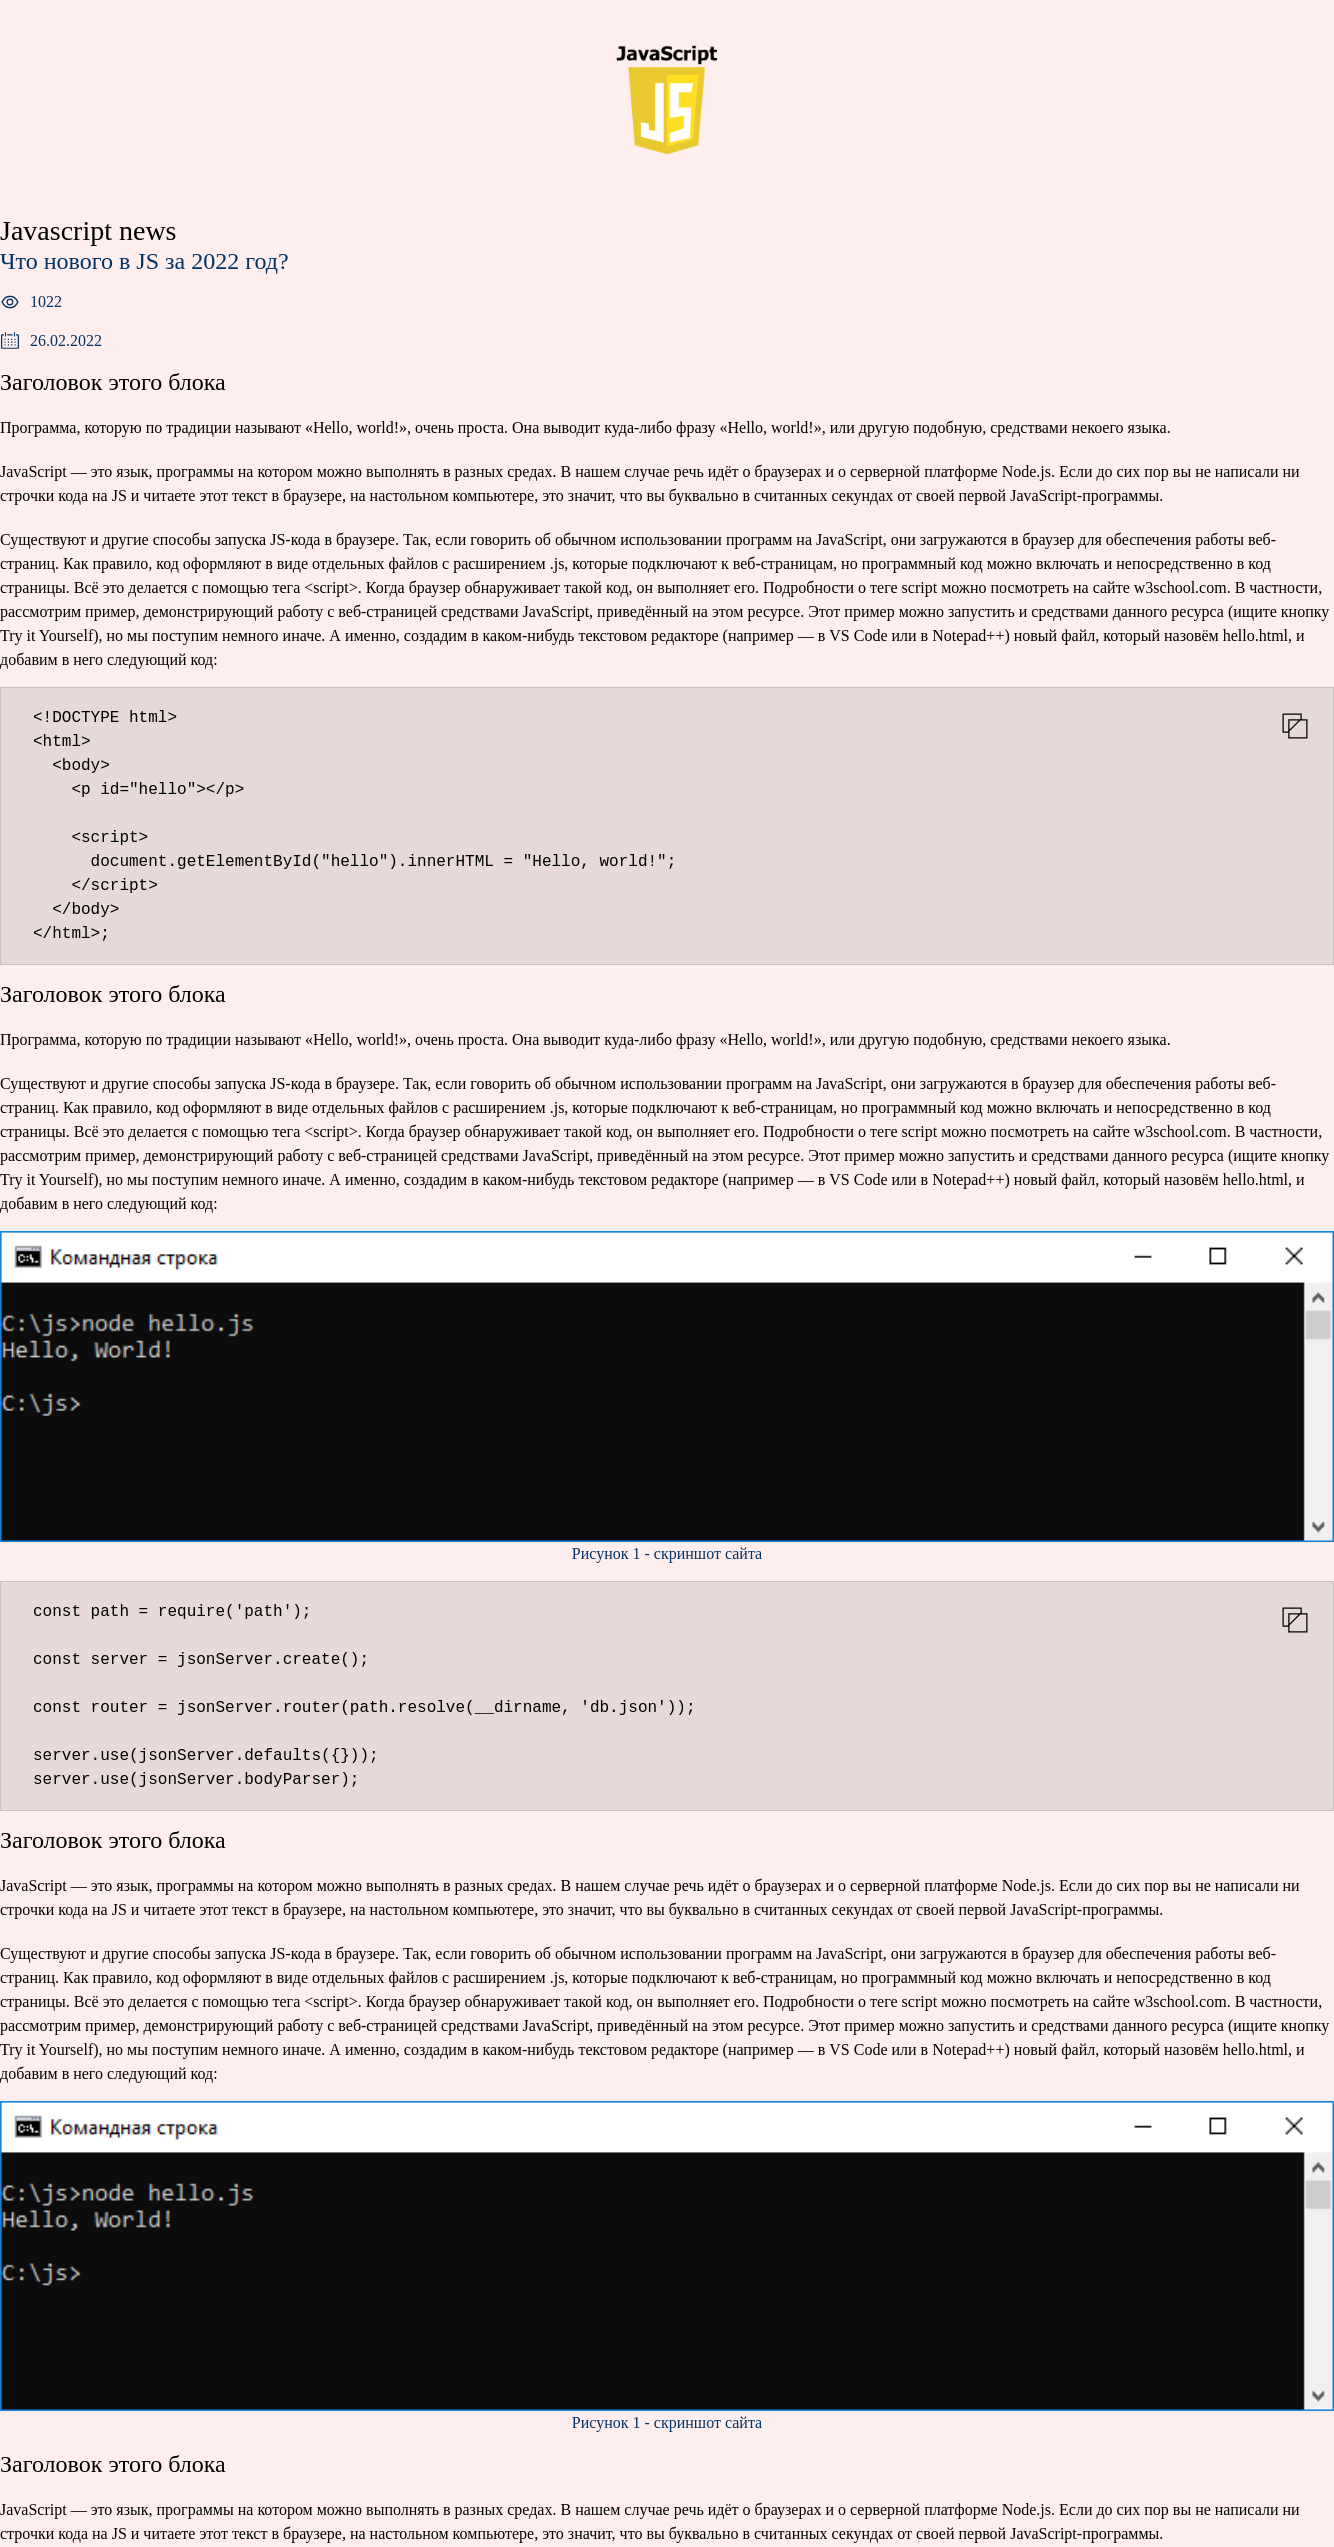 JavaScript
JS
Javascript news
Что нового в JS за 2022 год?
1022
26.02.2022
Заголовок этого блока
Программа, которую по традиции называют «Hello, world!», очень проста. Она выводит куда-либо фразу «Hello, world!», или другую подобную, средствами некоего языка.
JavaScript — это язык, программы на котором можно выполнять в разных средах. В нашем случае речь идёт о браузерах и о серверной платформе Node.js. Если до сих пор вы не написали ни
строчки кода на JS и читаете этот текст в браузере, на настольном компьютере, это значит, что вы буквально в считанных секундах от своей первой JavaScript-программы.
Существуют и другие способы запуска JS-кода в браузере. Так, если говорить об обычном использовании программ на JavaScript, они загружаются в браузер для обеспечения работы веб-
страниц. Как правило, код оформляют в виде отдельных файлов с расширением .js, которые подключают к веб-страницам, но программный код можно включать и непосредственно в код
страницы. Всё это делается с помощью тега <script>. Когда браузер обнаруживает такой код, он выполняет его. Подробности о теге script можно посмотреть на сайте w3school.com. В частности,
рассмотрим пример, демонстрирующий работу с веб-страницей средствами JavaScript, приведённый на этом ресурсе. Этот пример можно запустить и средствами данного ресурса (ищите кнопку
Try it Yourself), но мы поступим немного иначе. А именно, создадим в каком-нибудь текстовом редакторе (например — в VS Code или в Notepad++) новый файл, который назовём hello.html, и
добавим в него следующий код:
<!DOCTYPE html>
<html>
  <body>
    <p id="hello"></p>
    <script>
      document.getElementById("hello").innerHTML = "Hello, world!";
    </script>
  </body>
</html>;
Заголовок этого блока
Программа, которую по традиции называют «Hello, world!», очень проста. Она выводит куда-либо фразу «Hello, world!», или другую подобную, средствами некоего языка.
Существуют и другие способы запуска JS-кода в браузере. Так, если говорить об обычном использовании программ на JavaScript, они загружаются в браузер для обеспечения работы веб-
страниц. Как правило, код оформляют в виде отдельных файлов с расширением .js, которые подключают к веб-страницам, но программный код можно включать и непосредственно в код
страницы. Всё это делается с помощью тега <script>. Когда браузер обнаруживает такой код, он выполняет его. Подробности о теге script можно посмотреть на сайте w3school.com. В частности,
рассмотрим пример, демонстрирующий работу с веб-страницей средствами JavaScript, приведённый на этом ресурсе. Этот пример можно запустить и средствами данного ресурса (ищите кнопку
Try it Yourself), но мы поступим немного иначе. А именно, создадим в каком-нибудь текстовом редакторе (например — в VS Code или в Notepad++) новый файл, который назовём hello.html, и
добавим в него следующий код:
C:\. Командная строка
C:\js>node hello.js
Hello, World!
C:\js>
Рисунок 1 - скриншот сайта
const path = require('path');
const server = jsonServer.create();
const router = jsonServer.router(path.resolve(__dirname, 'db.json'));
server.use(jsonServer.defaults({}));
server.use(jsonServer.bodyParser);
Заголовок этого блока
JavaScript — это язык, программы на котором можно выполнять в разных средах. В нашем случае речь идёт о браузерах и о серверной платформе Node.js. Если до сих пор вы не написали ни
строчки кода на JS и читаете этот текст в браузере, на настольном компьютере, это значит, что вы буквально в считанных секундах от своей первой JavaScript-программы.
Существуют и другие способы запуска JS-кода в браузере. Так, если говорить об обычном использовании программ на JavaScript, они загружаются в браузер для обеспечения работы веб-
страниц. Как правило, код оформляют в виде отдельных файлов с расширением .js, которые подключают к веб-страницам, но программный код можно включать и непосредственно в код
страницы. Всё это делается с помощью тега <script>. Когда браузер обнаруживает такой код, он выполняет его. Подробности о теге script можно посмотреть на сайте w3school.com. В частности,
рассмотрим пример, демонстрирующий работу с веб-страницей средствами JavaScript, приведённый на этом ресурсе. Этот пример можно запустить и средствами данного ресурса (ищите кнопку
Try it Yourself), но мы поступим немного иначе. А именно, создадим в каком-нибудь текстовом редакторе (например — в VS Code или в Notepad++) новый файл, который назовём hello.html, и
добавим в него следующий код:
C:\. Командная строка
C:\js>node hello.js
Hello, World!
C:\js>
Рисунок 1 - скриншот сайта
Заголовок этого блока
JavaScript — это язык, программы на котором можно выполнять в разных средах. В нашем случае речь идёт о браузерах и о серверной платформе Node.js. Если до сих пор вы не написали ни
строчки кода на JS и читаете этот текст в браузере, на настольном компьютере, это значит, что вы буквально в считанных секундах от своей первой JavaScript-программы.